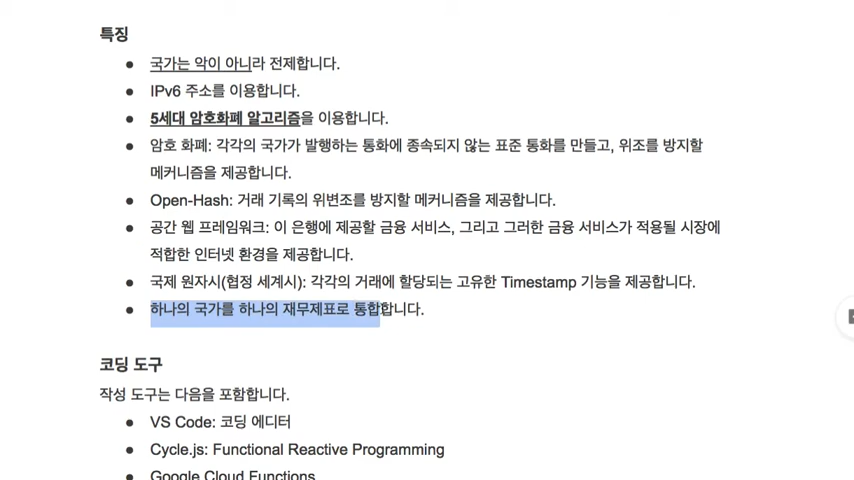 특징
● 국가는 악이 아니라 전제합니다.
● IPv6 주소를 이용합니다.
● 5세대 암호화폐 알고리즘을 이용합니다.
● 암호 화폐: 각각의 국가가 발행하는 통화에 종속되지 않는 표준 통화를 만들고, 위조를 방지할
메커니즘을 제공합니다.
● Open-Hash: 거래 기록의 위변조를 방지할 메커니즘을 제공합니다.
● 공간 웹 프레임워크: 이 은행에 제공할 금융 서비스, 그리고 그러한 금융 서비스가 적용될 시장에
적합한 인터넷 환경을 제공합니다.
● 국제 원자시(협정 세계시): 각각의 거래에 할당되는 고유한 Timestamp 기능을 제공합니다.
● 하나의 국가를 하나의 재무제표로 통합합니다.
코딩 도구
작성 도구는 다음을 포함합니다.
● VS Code: 코딩 에디터
● Cycle.js: Functional Reactive Programming
● Google Cloud Functions